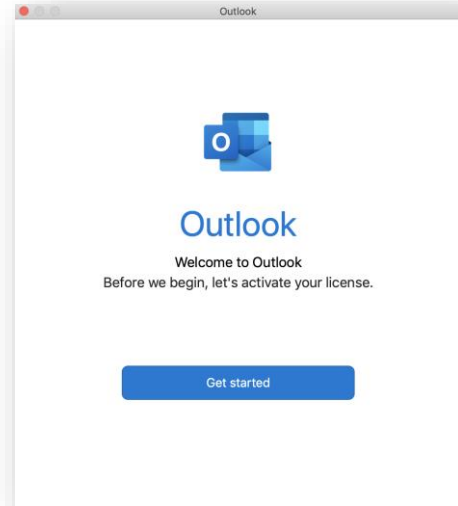 Outlook
O
Outlook
Welcome to Outlook
Before we begin, let's activate your license.
Get started